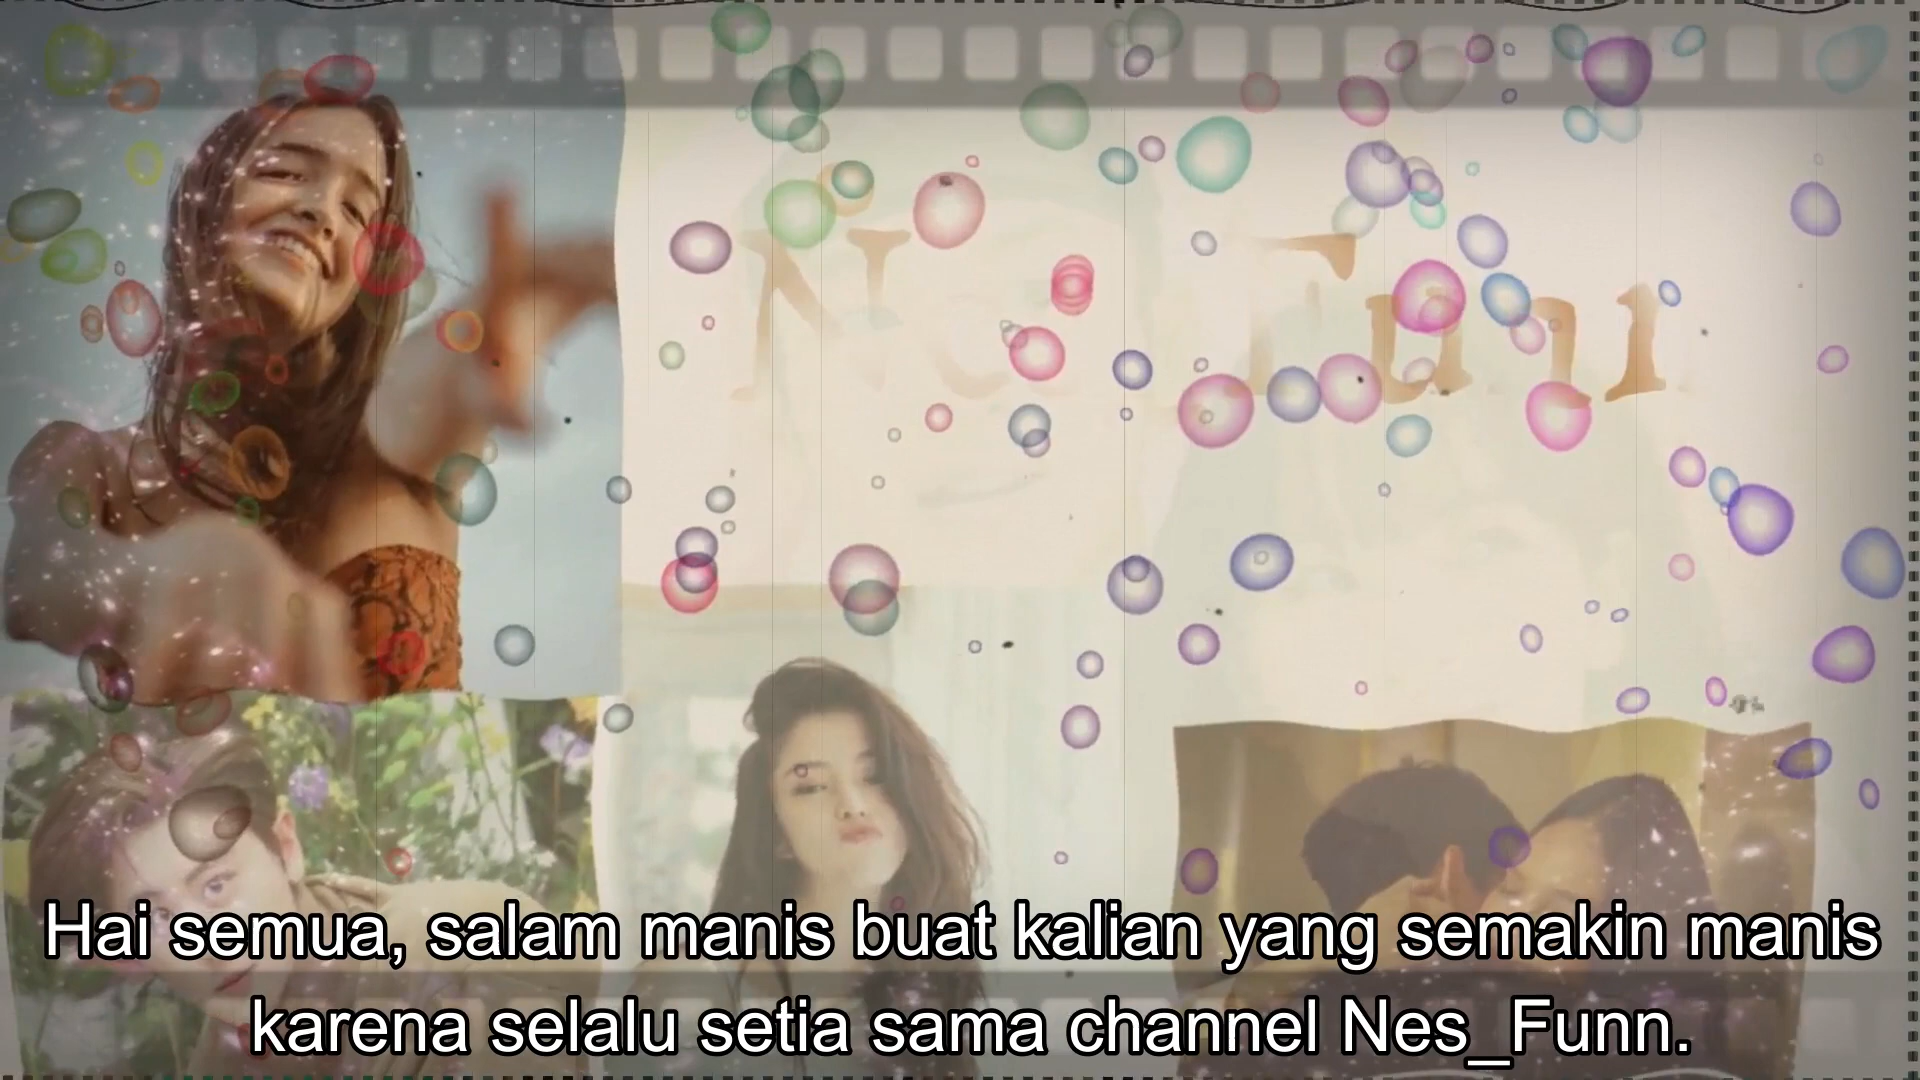 Hai semua, salam manis buat kalian yang semakin manis
karena selalu setia sama channel Nes_Funn.